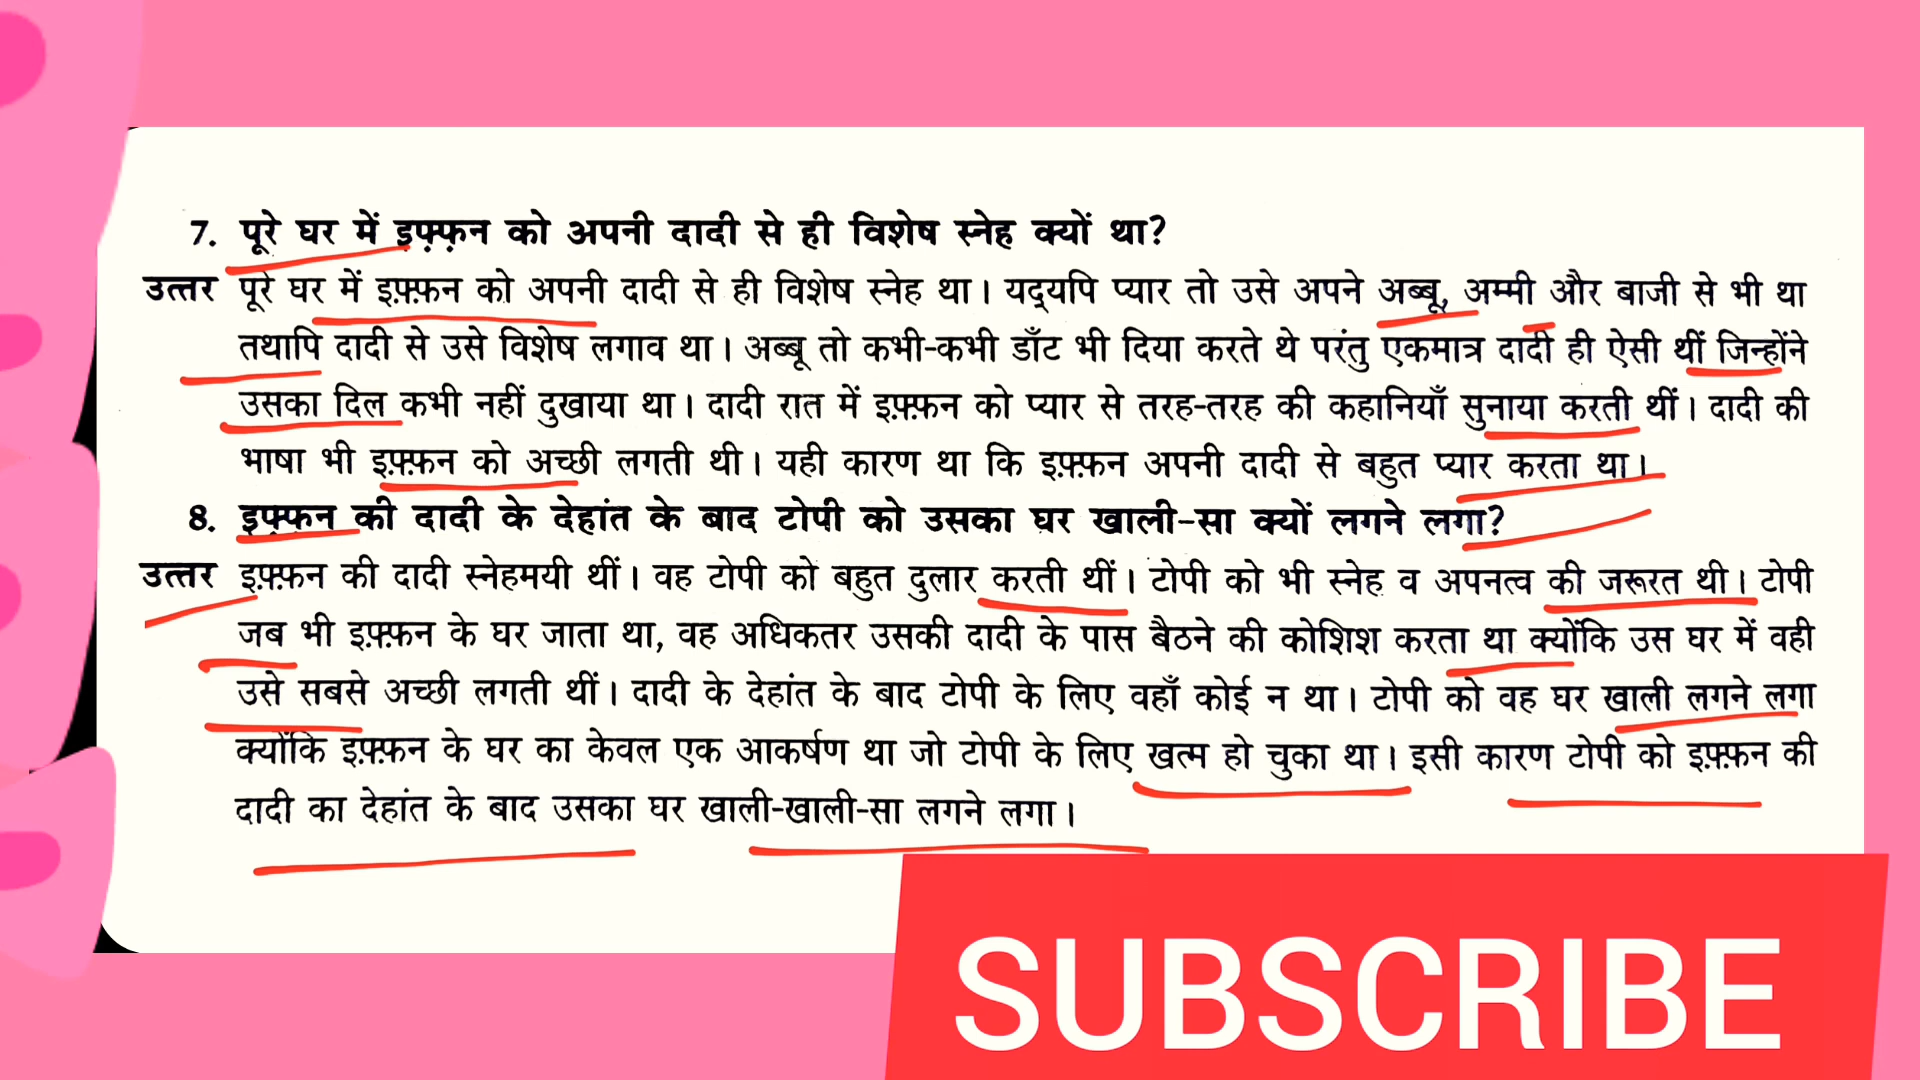 7. पूरे घर में इफ़्फ़न को अपनी दादी से ही विशेष स्नेह क्यों था?
उत्तर पूरे घर में इफ़्फ़न को अपनी दादी से ही विशेष स्नेह था। यद्यपि प्यार तो उसे अपने अब्बू, अम्मी और बाजी से भी था
तथापि दादी से उसे विशेष लगाव था। अब्बू तो कभी-कभी डाँट भी दिया करते थे परंतु एकमात्र दादी ही ऐसी थीं जिन्होंने
उसका दिल कभी नहीं दुखाया था। दादी रात में इफ़्फ़न को प्यार से तरह-तरह की कहानियाँ सुनाया करती थीं। दादी की
भाषा भी इफ़्फ़न को अच्छी लगती थी। यही कारण था कि इफ़्फ़न अपनी दादी से बहुत प्यार करता था।
8. इफ़्फ़न की दादी के देहांत के बाद टोपी को उसका घर खाली-सा क्यों लगने लगा?
उत्तर इफ़्फ़न की दादी स्नेहमयी थीं। वह टोपी को बहुत दुलार करती थीं। टोपी को भी स्नेह व अपनत्व की जरूरत थी। टोपी
जब भी इफ़्फ़न के घर जाता था, वह अधिकतर उसकी दादी के पास बैठने की कोशिश करता था क्योंकि उस घर में वही
उसे सबसे अच्छी लगती थीं। दादी के देहांत के बाद टोपी के लिए वहाँ कोई न था। टोपी को वह घर खाली लगने लगा
क्योंकि इफ़्फ़न के घर का केवल एक आकर्षण था जो टोपी के लिए खत्म हो चुका था। इसी कारण टोपी को इफ़्फ़न की
दादी का देहांत के बाद उसका घर खाली-खाली-सा लगने लगा।
SUBSCRIBE